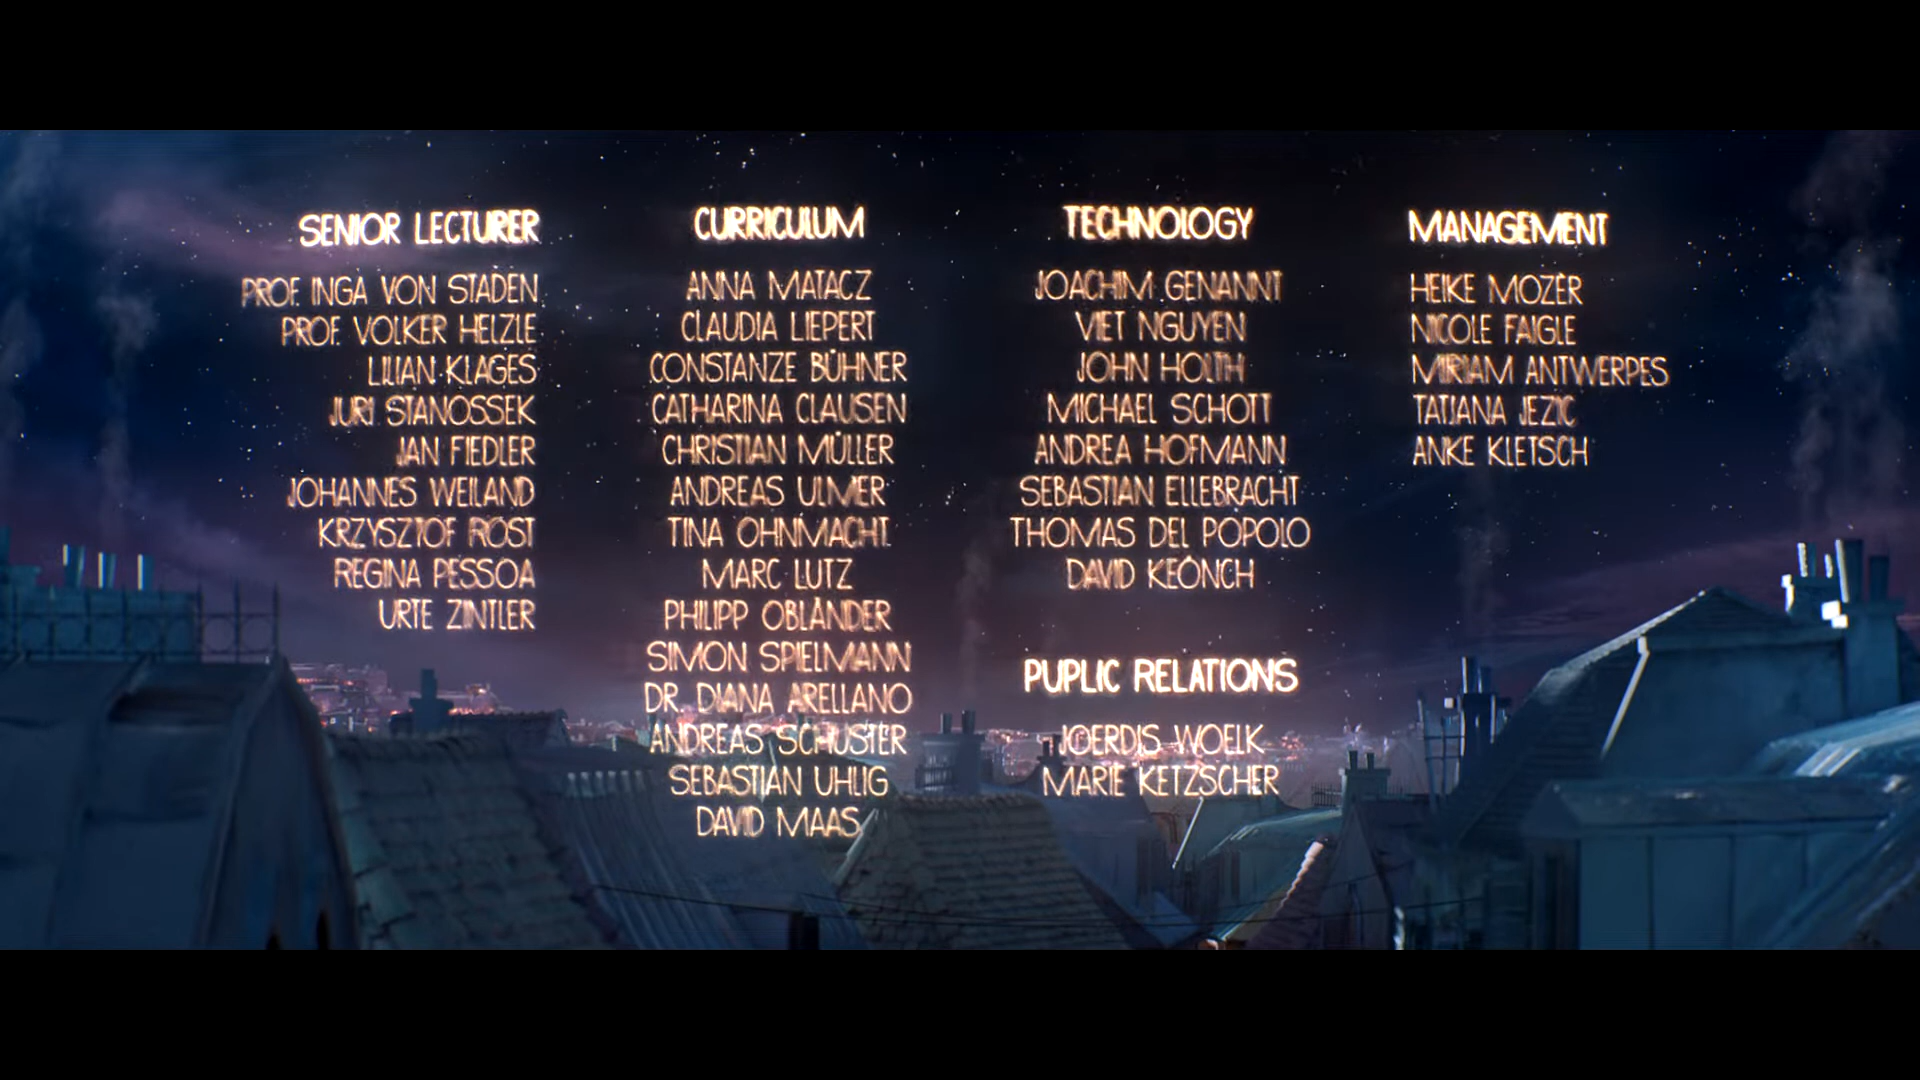 SENIOR LECTURER
PROF. INGA VON STADEN
PROF. VOLKER HELZLE
LILIAN KLAGES
JURI STANOSSEK
JAN FIEDLER
JOHANNES WEILAND
KRZYSZTOF ROST
REGINA PESSOA
URTE ZINTLER
CURRICULUM
ANNA MATACZ
CLAUDIA LIEPERT
CONSTANZE BÜHNER
CATHARINA CLAUSEN
CHRISTIAN MÜLLER
ANDREAS ULMER
TINA OHNMACHT
MARC LUTZ
PHILIPP OBLÄNDER
SIMON SPIELMANN
DR. DIANA ARELLANO
ANDREAS SCHUSTER
SEBASTIAN UHLIG
DAVID MAAS
TECHNOLOGY
JOACHIM GENANNT
VIET NGUYEN
JOHN
MICHAEL SCHOTT
ANDREA HOFMANN
SEBASTIAN ELLEBRACHT
THOMAS DEL POPOLO
DAVID KEÖNCH
PUPLIC RELATIONS
JOERDIS WOELK
MARIE KETZSCHER
MANAGEMENT
HEIKE MOZER
NICOLE FAIGLE
MIRIAM ANTWERPES
TATJANA JEZIC
ANKE KLETSCH